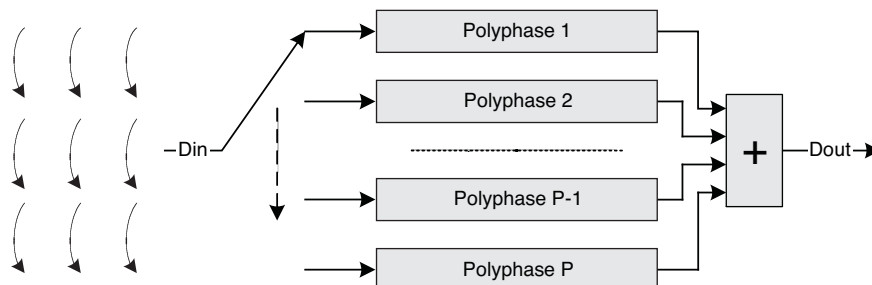 Polyphase 1
Polyphase 2
Din
+
Dout
Polyphase P-1
Polyphase P